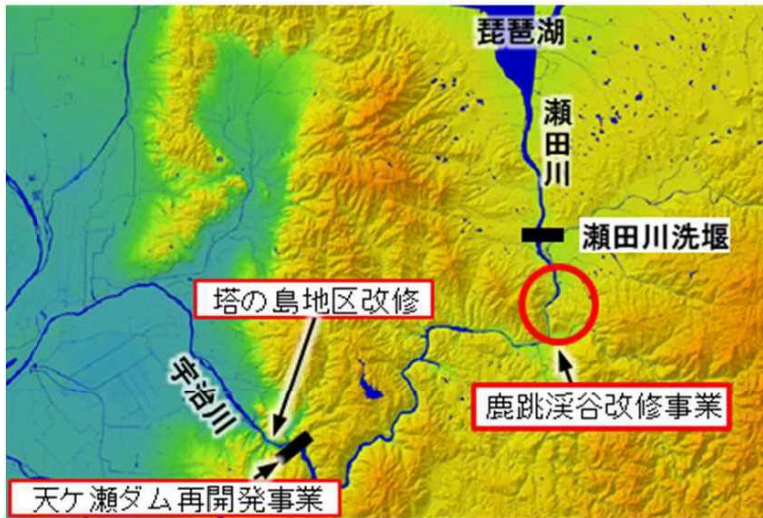 琵琶湖
瀬田川
瀬田川洗堰
塔の島地区改修
宇治川
鹿跳渓谷改修事業
天ケ瀬ダム再開発事業